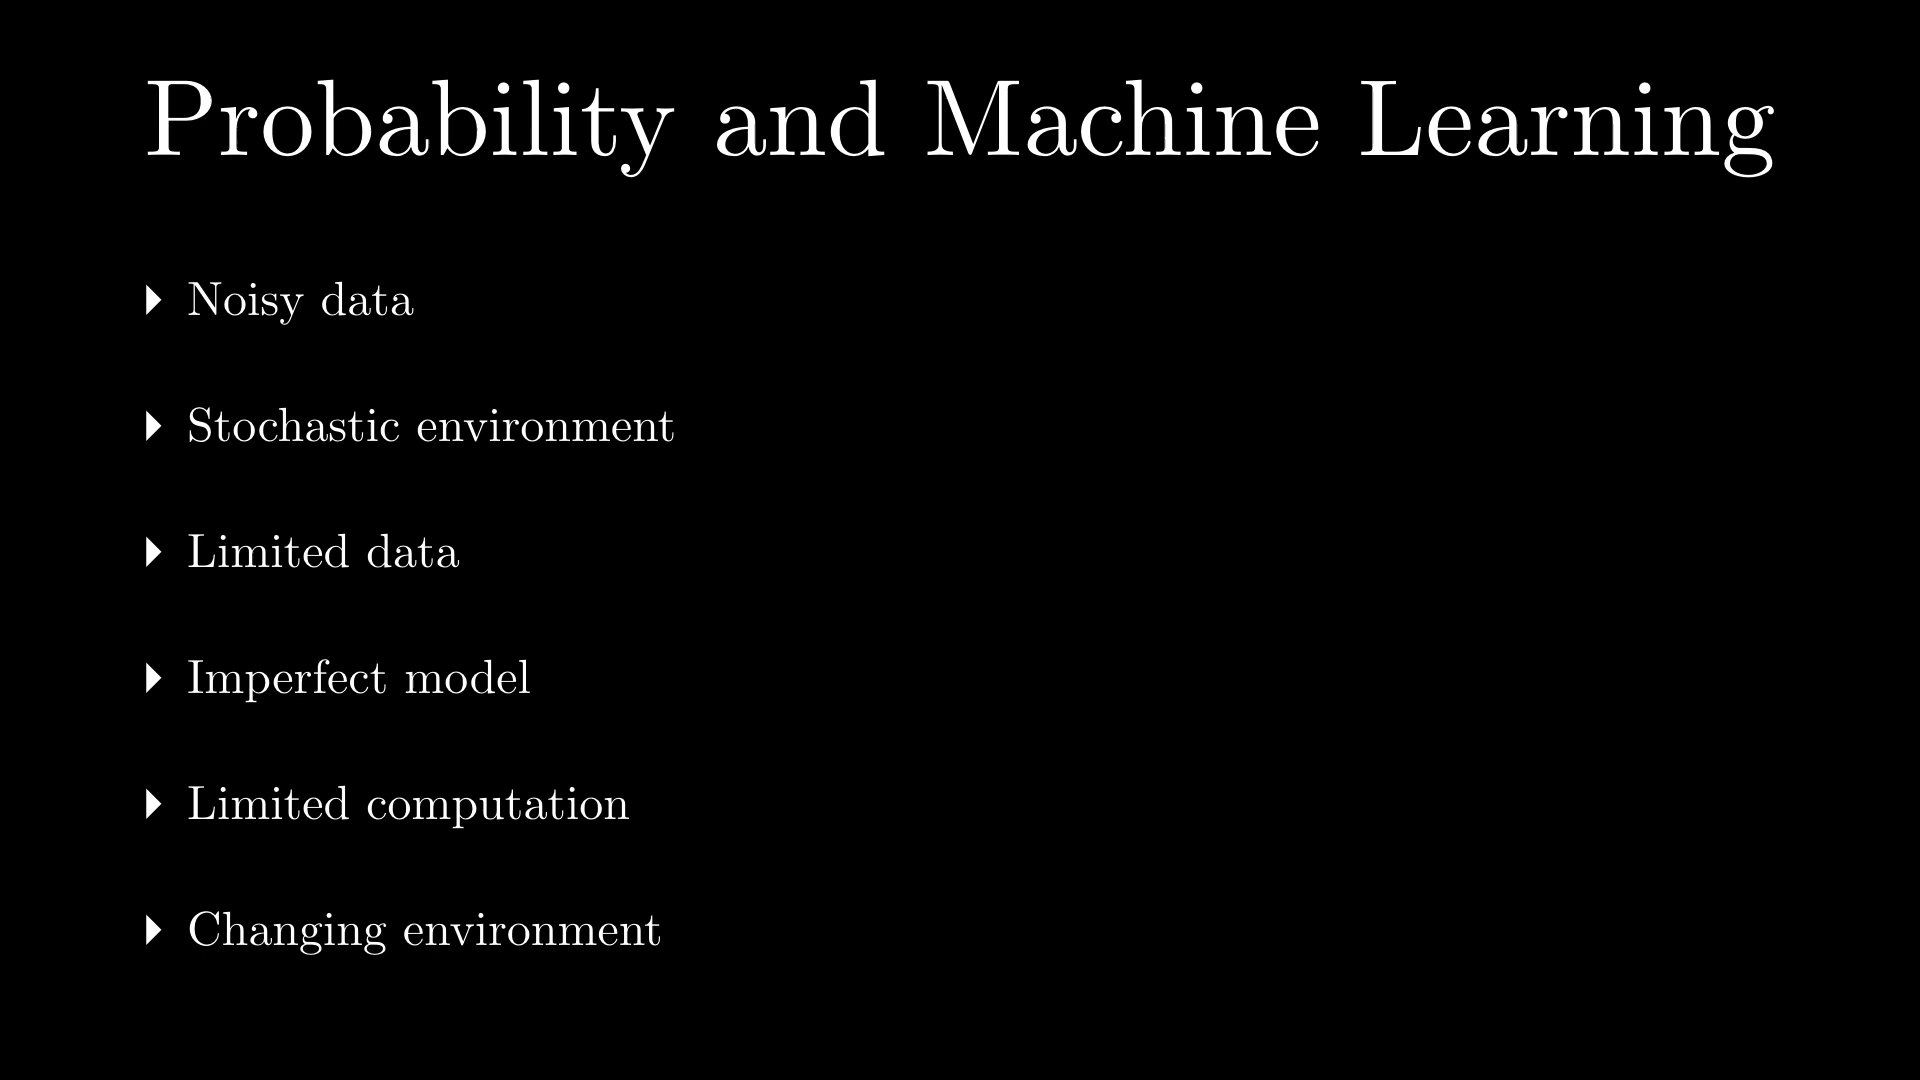 Probability and Machine Learning
Noisy data
Stochastic environment
Limited data
Imperfect model
Limited computation
Changing environment